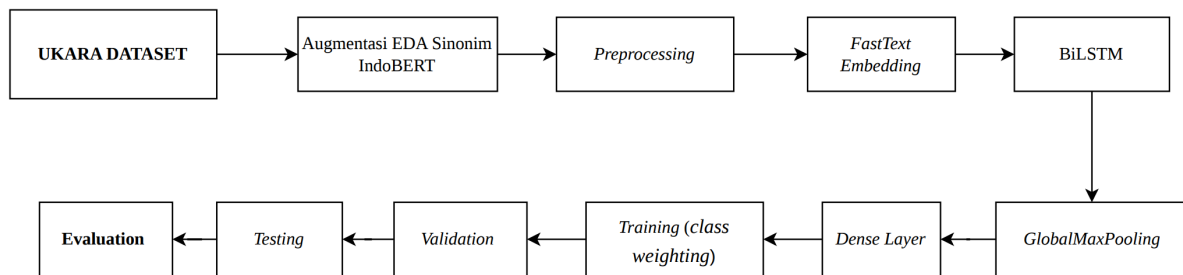 UKARA DATASET
Augmentasi EDA Sinonim
IndoBERT
Preprocessing
FastText
Embedding
BiLSTM
GlobalMaxPooling
Dense Layer
Training (class
weighting)
Validation
Testing
Evaluation